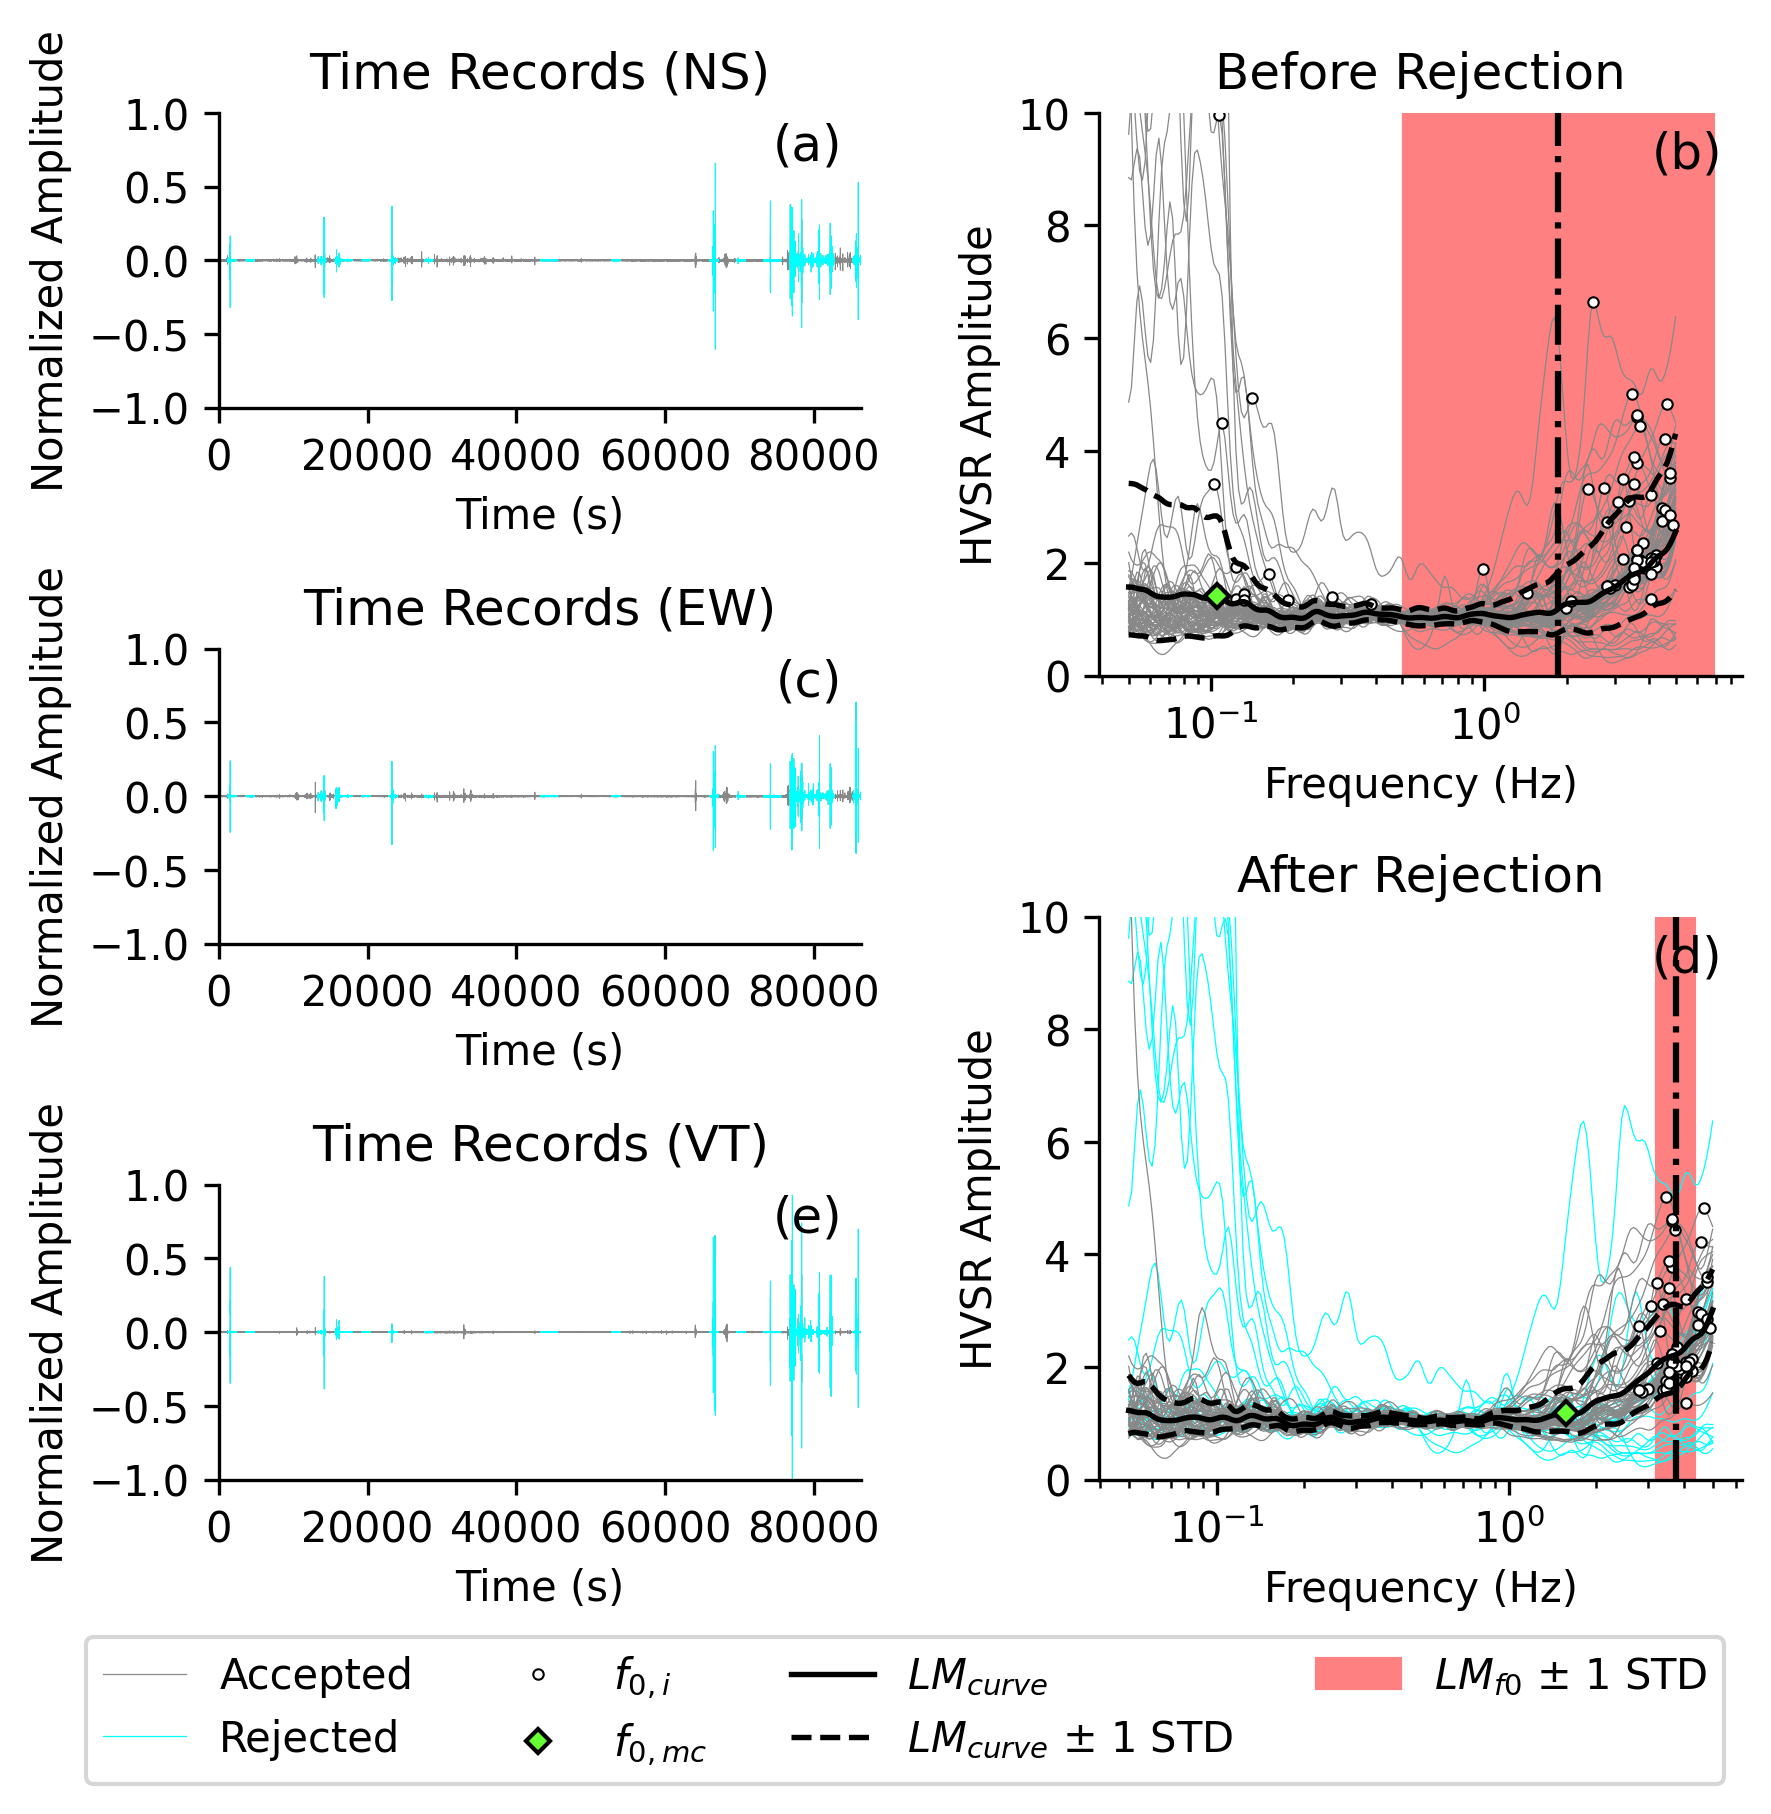 Time Records (NS)
Normalized Amplitude
1.0
0.5
0.0
−0.5
−1.0
(a)
0 20000 40000 60000 80000
Time (s)
Time Records (EW)
Normalized Amplitude
1.0
0.5
0.0
−0.5
−1.0
(c)
0 20000 40000 60000 80000
Time (s)
Time Records (VT)
Normalized Amplitude
1.0
0.5
0.0
−0.5
−1.0
(e)
0 20000 40000 60000 80000
Time (s)
Before Rejection
HVSR Amplitude
10
8
6
4
2
0
(b)
10⁻¹ 10⁰
Frequency (Hz)
After Rejection
HVSR Amplitude
10
8
6
4
2
0
(d)
10⁻¹ 10⁰
Frequency (Hz)
Accepted
Rejected
f₀,ᵢ
f0,mc
LMcurve
LMcurve ± 1 STD
LMf0 ± 1 STD